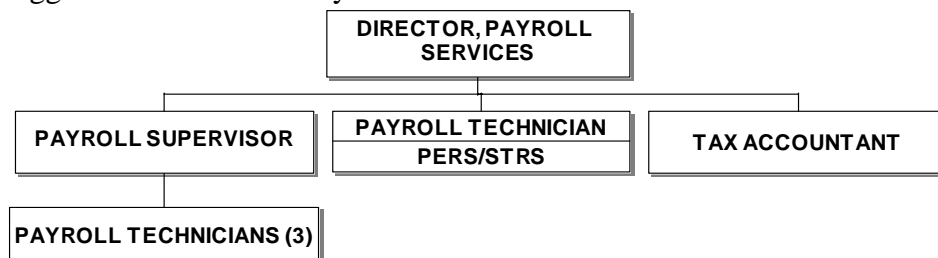 DIRECTOR, PAYROLL
SERVICES
PAYROLL SUPERVISOR
PAYROLL TECHNICIAN
PERS/STRS
TAX ACCOUNTANT
PAYROLL TECHNICIANS (3)